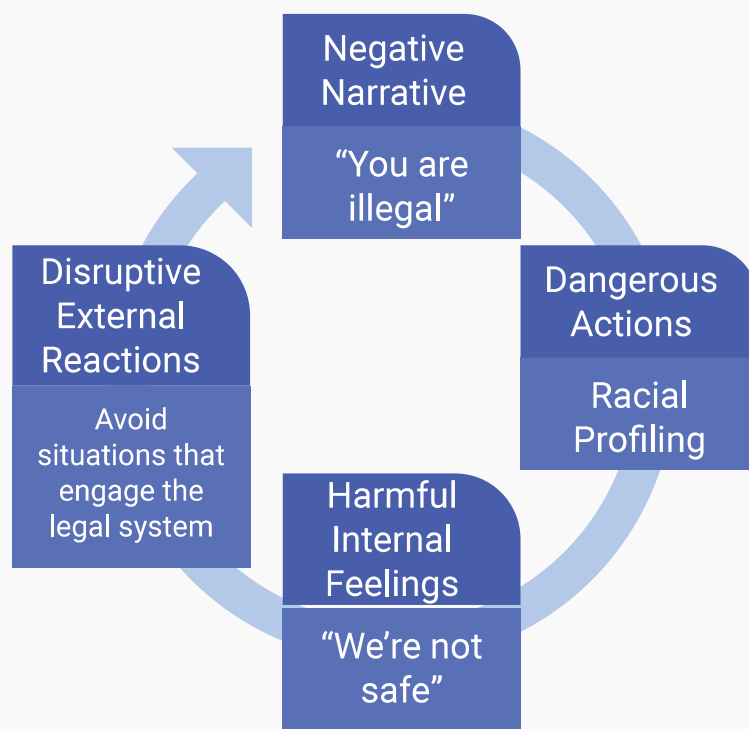 Negative
Narrative
“You are
illegal”
Dangerous
Actions
Racial
Profiling
Harmful
Internal
Feelings
“We’re not
safe”
Disruptive
External
Reactions
Avoid
situations that
engage the
legal system